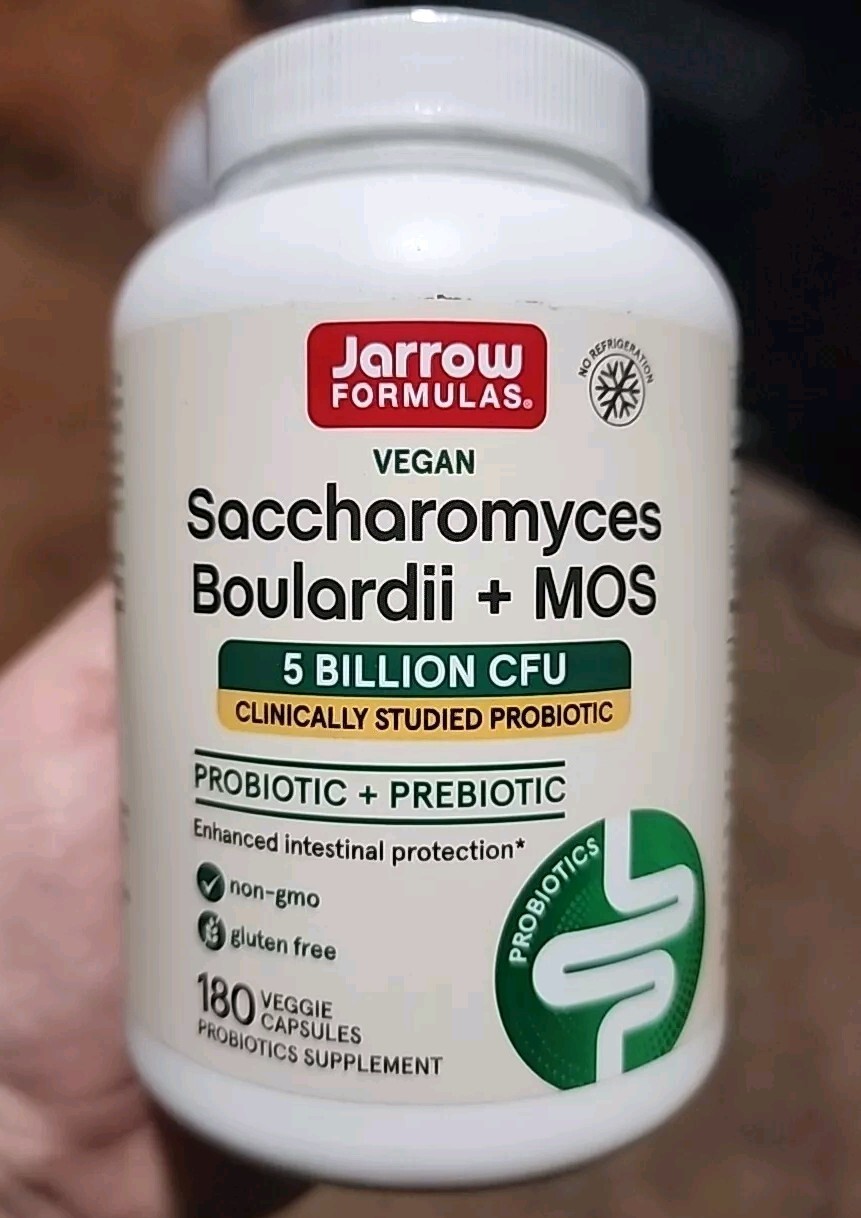 Jarrow
FORMULAS®
NO REFRIGERATION
VEGAN
Saccharomyces
Boulardii + MOS
5 BILLION CFU
CLINICALLY STUDIED PROBIOTIC
PROBIOTIC + PREBIOTIC
Enhanced intestinal protection*
non-gmo
gluten free
180 VEGGIE
CAPSULES
PROBIOTICS SUPPLEMENT
PROBIOTICS